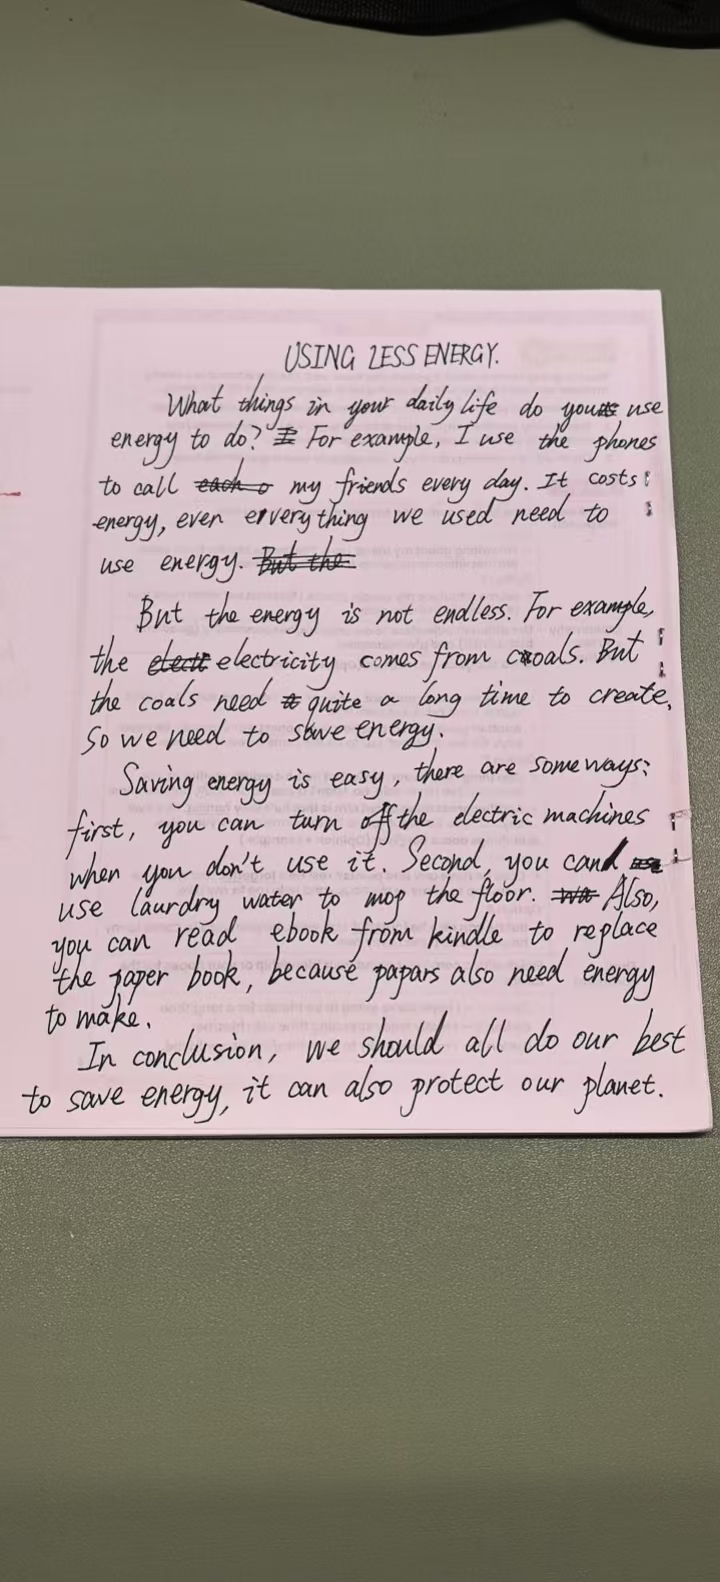 USING LESS ENERGY.
What things in your daily life do you use
energy to do? For example, I use the phones
to call my friends every day. It costs
energy, even erverything we used need to
use energy.
But the energy is not endless. For example,
the electricity comes from coals. But
the coals need quite a long time to create,
So we need to save energy.
Saving energy is easy, there are some ways:
first, you can turn off the electric machines
when you don't use it. Second, you can
use laurdry water to mop the floor. Also,
you can read ebook from kindle to replace
the paper book, because papars also need energy
to make.
In conclusion, we should all do our best
to save energy, it can also protect our planet.